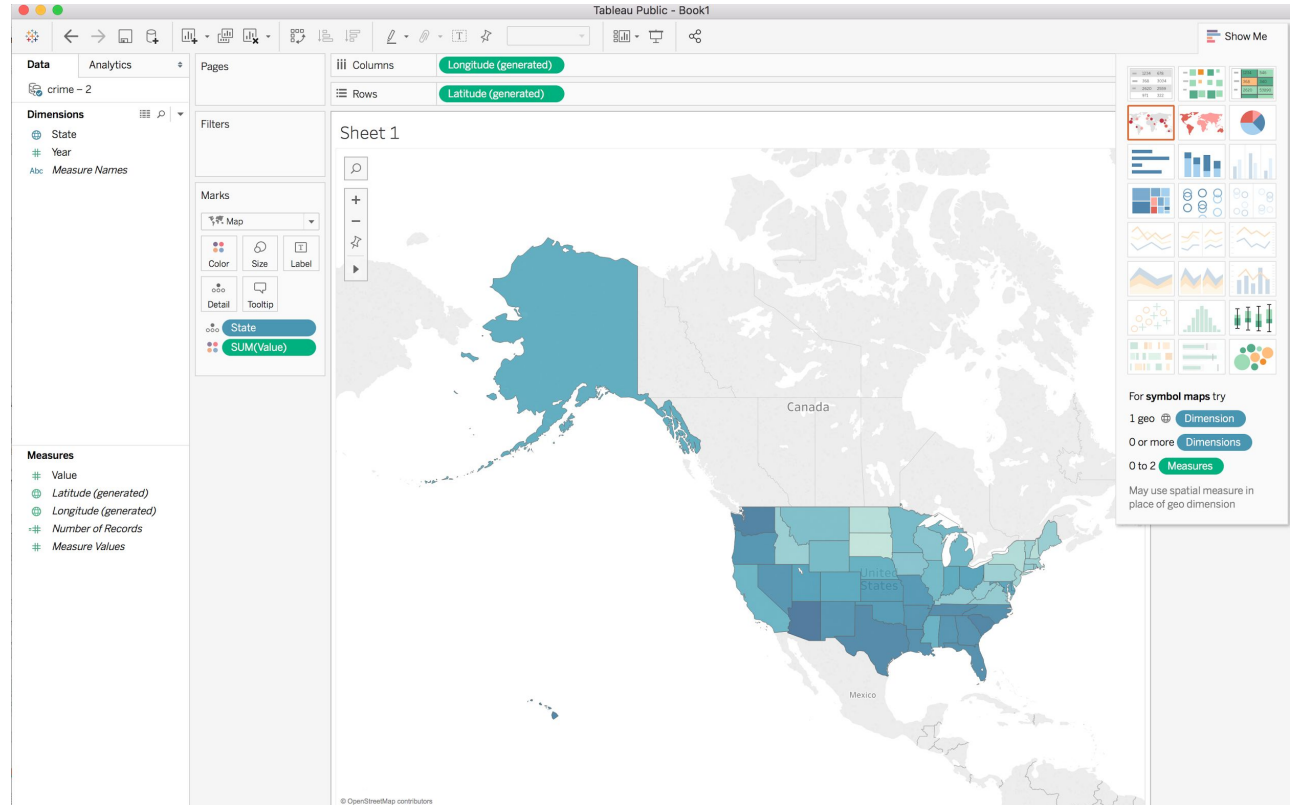 Tableau Public - Book1
Show Me
Data
Analytics
Pages
Columns
Longitude (generated)
crime – 2
Rows
Latitude (generated)
Dimensions
Filters
State
Year
Abc Measure Names
Sheet 1
Marks
Map
Color
Size
Label
Detail
Tooltip
State
SUM(Value)
Measures
Value
Latitude (generated)
Longitude (generated)
Number of Records
Measure Values
Canada
United
States
Mexico
© OpenStreetMap contributors
For symbol maps try
1 geo Dimension
0 or more Dimensions
0 to 2 Measures
May use spatial measure in
place of geo dimension